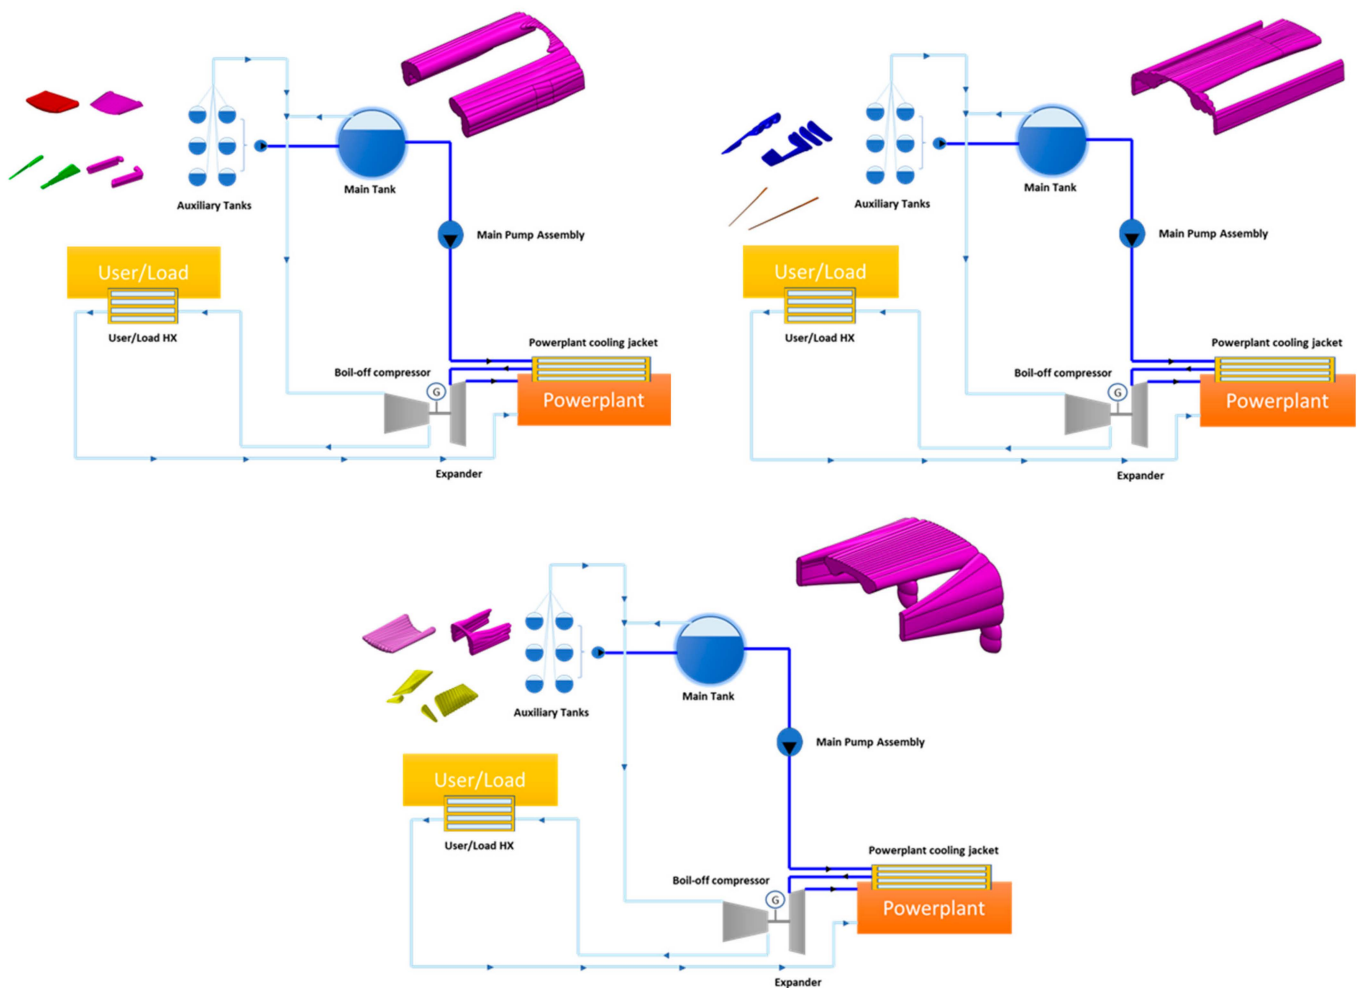 Main Tank
Auxiliary Tanks
Main Pump Assembly
User/Load
User/Load HX
Powerplant cooling jacket
Boil-off compressor
G
Powerplant
Expander
Main Tank
Auxiliary Tanks
Main Pump Assembly
User/Load
User/Load HX
Powerplant cooling jacket
Boil-off compressor
G
Powerplant
Expander
Main Tank
Auxiliary Tanks
Main Pump Assembly
User/Load
User/Load HX
Powerplant cooling jacket
Boil-off compressor
G
Powerplant
Expander